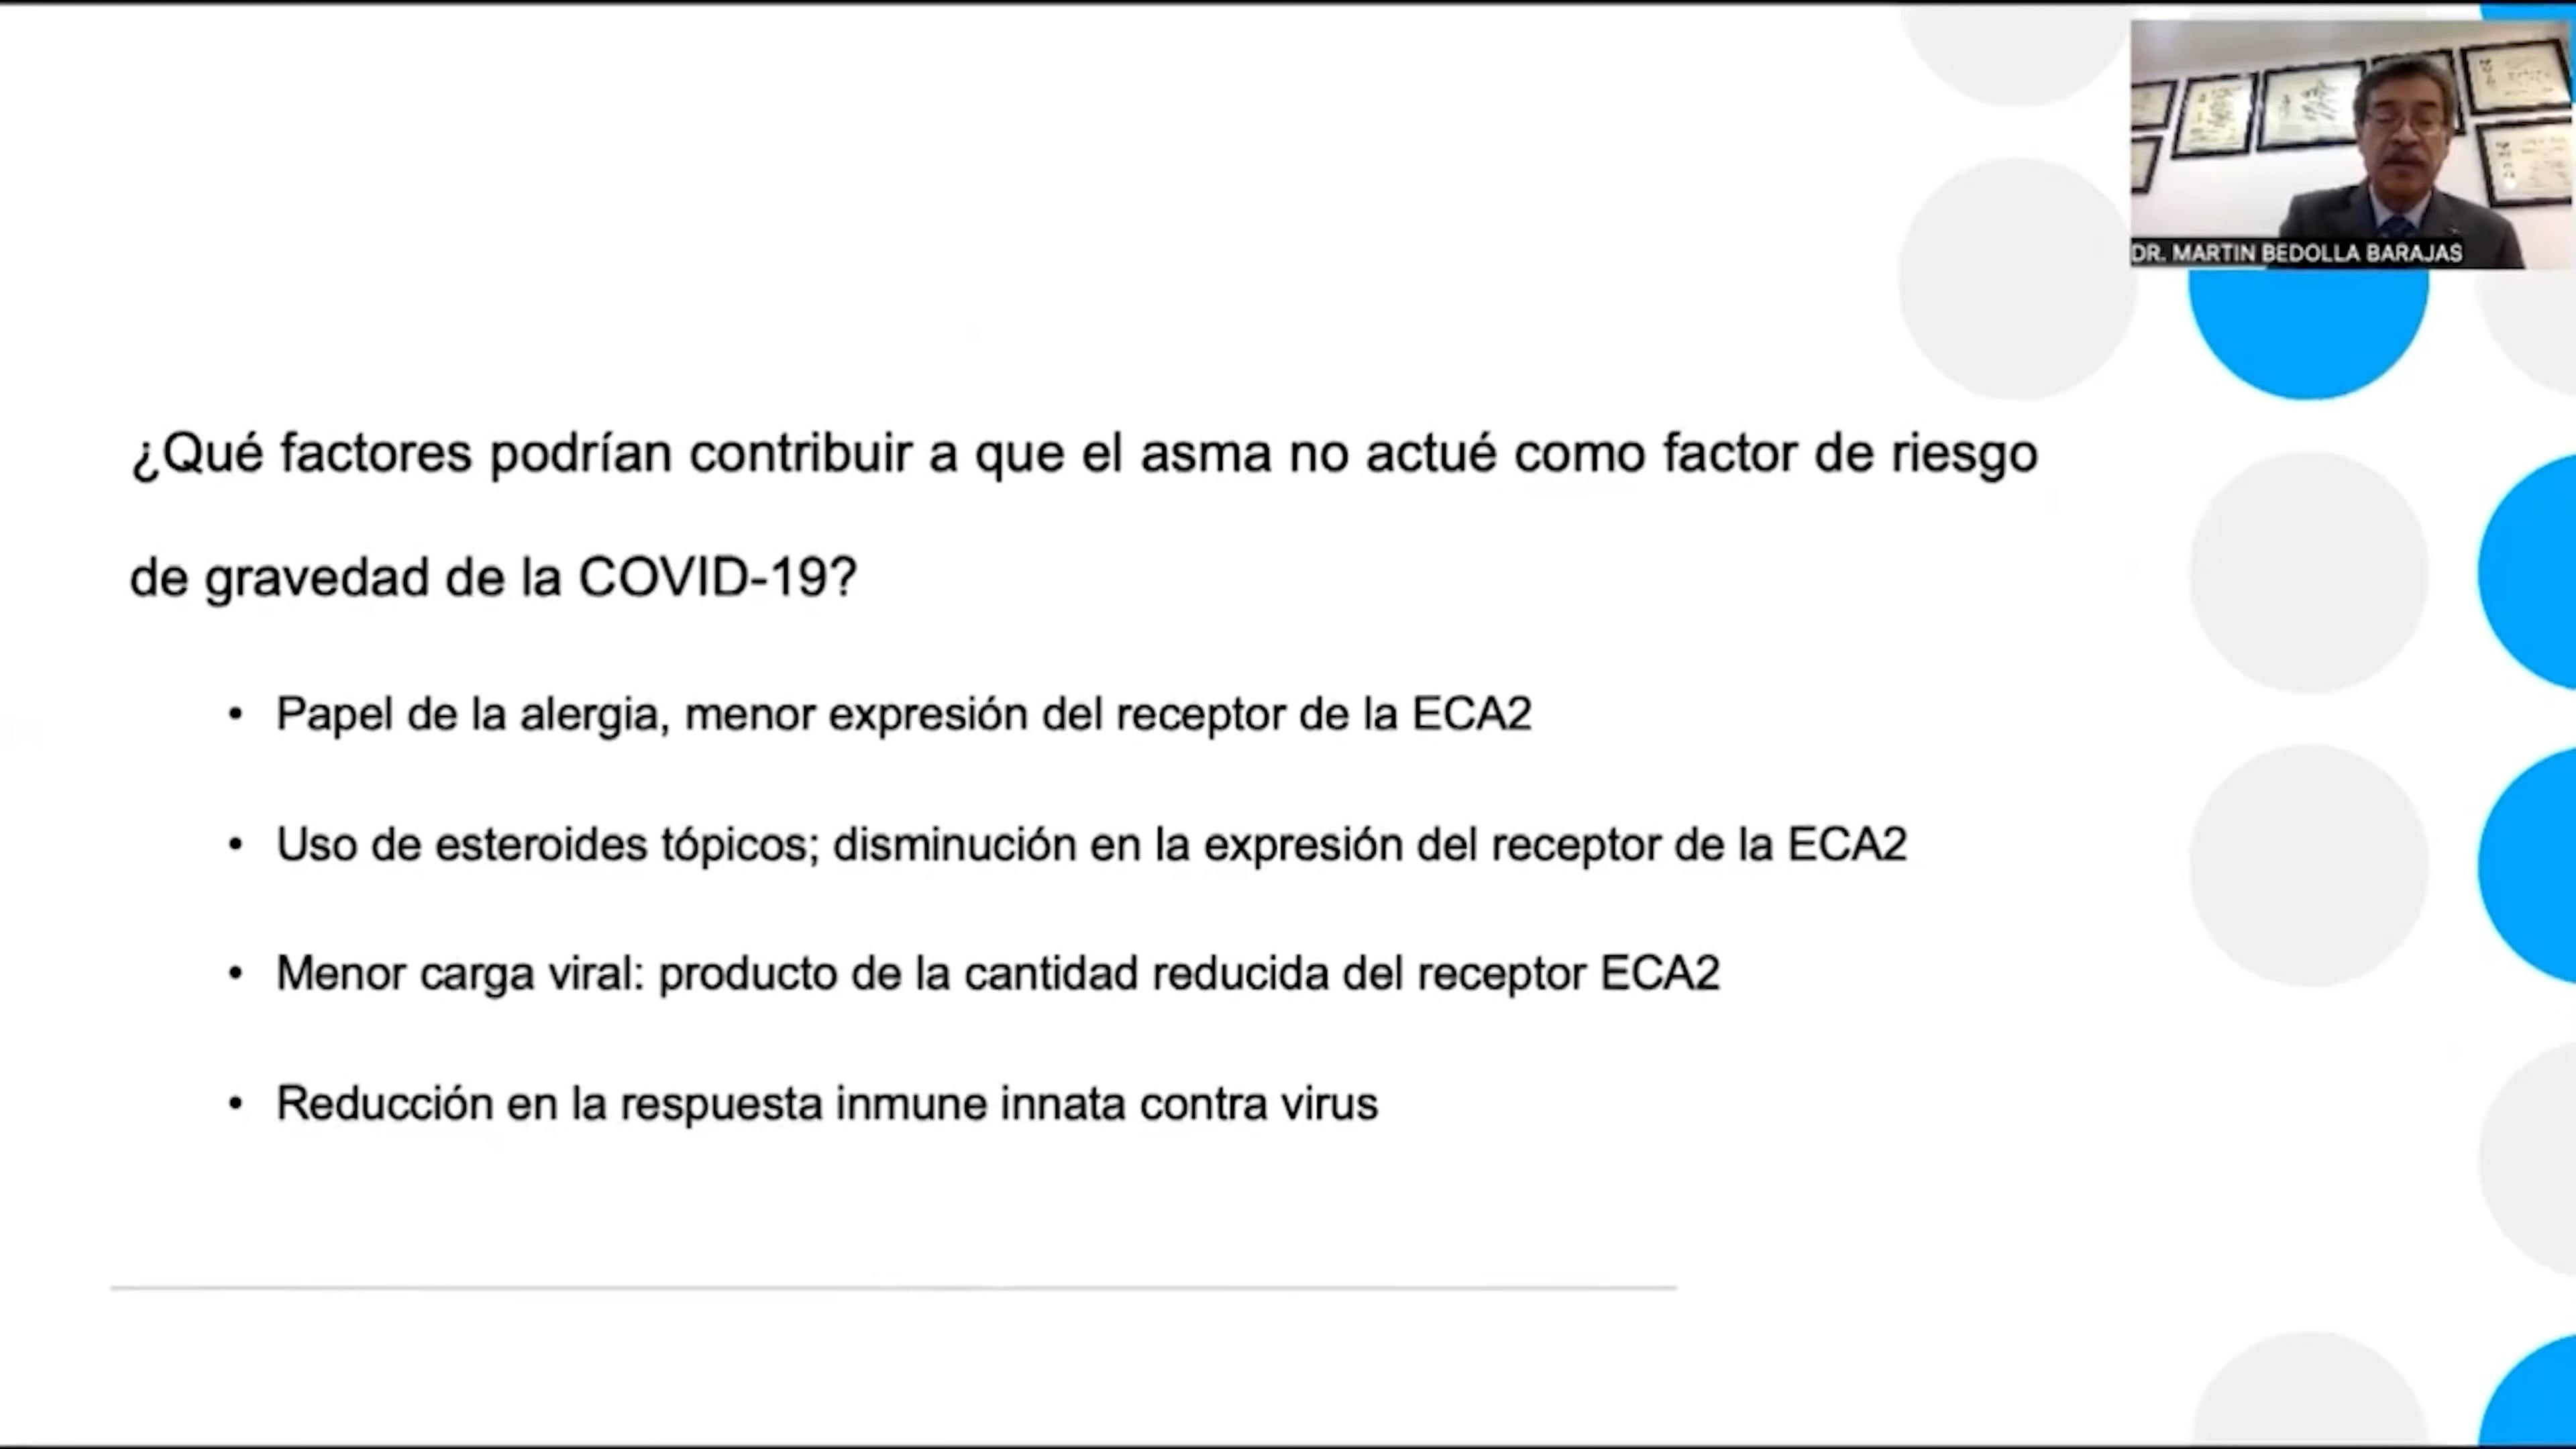 DR. MARTIN BEDOLLA BARAJAS
¿Qué factores podrían contribuir a que el asma no actué como factor de riesgo
de gravedad de la COVID-19?
• Papel de la alergia, menor expresión del receptor de la ECA2
• Uso de esteroides tópicos; disminución en la expresión del receptor de la ECA2
• Menor carga viral: producto de la cantidad reducida del receptor ECA2
• Reducción en la respuesta inmune innata contra virus